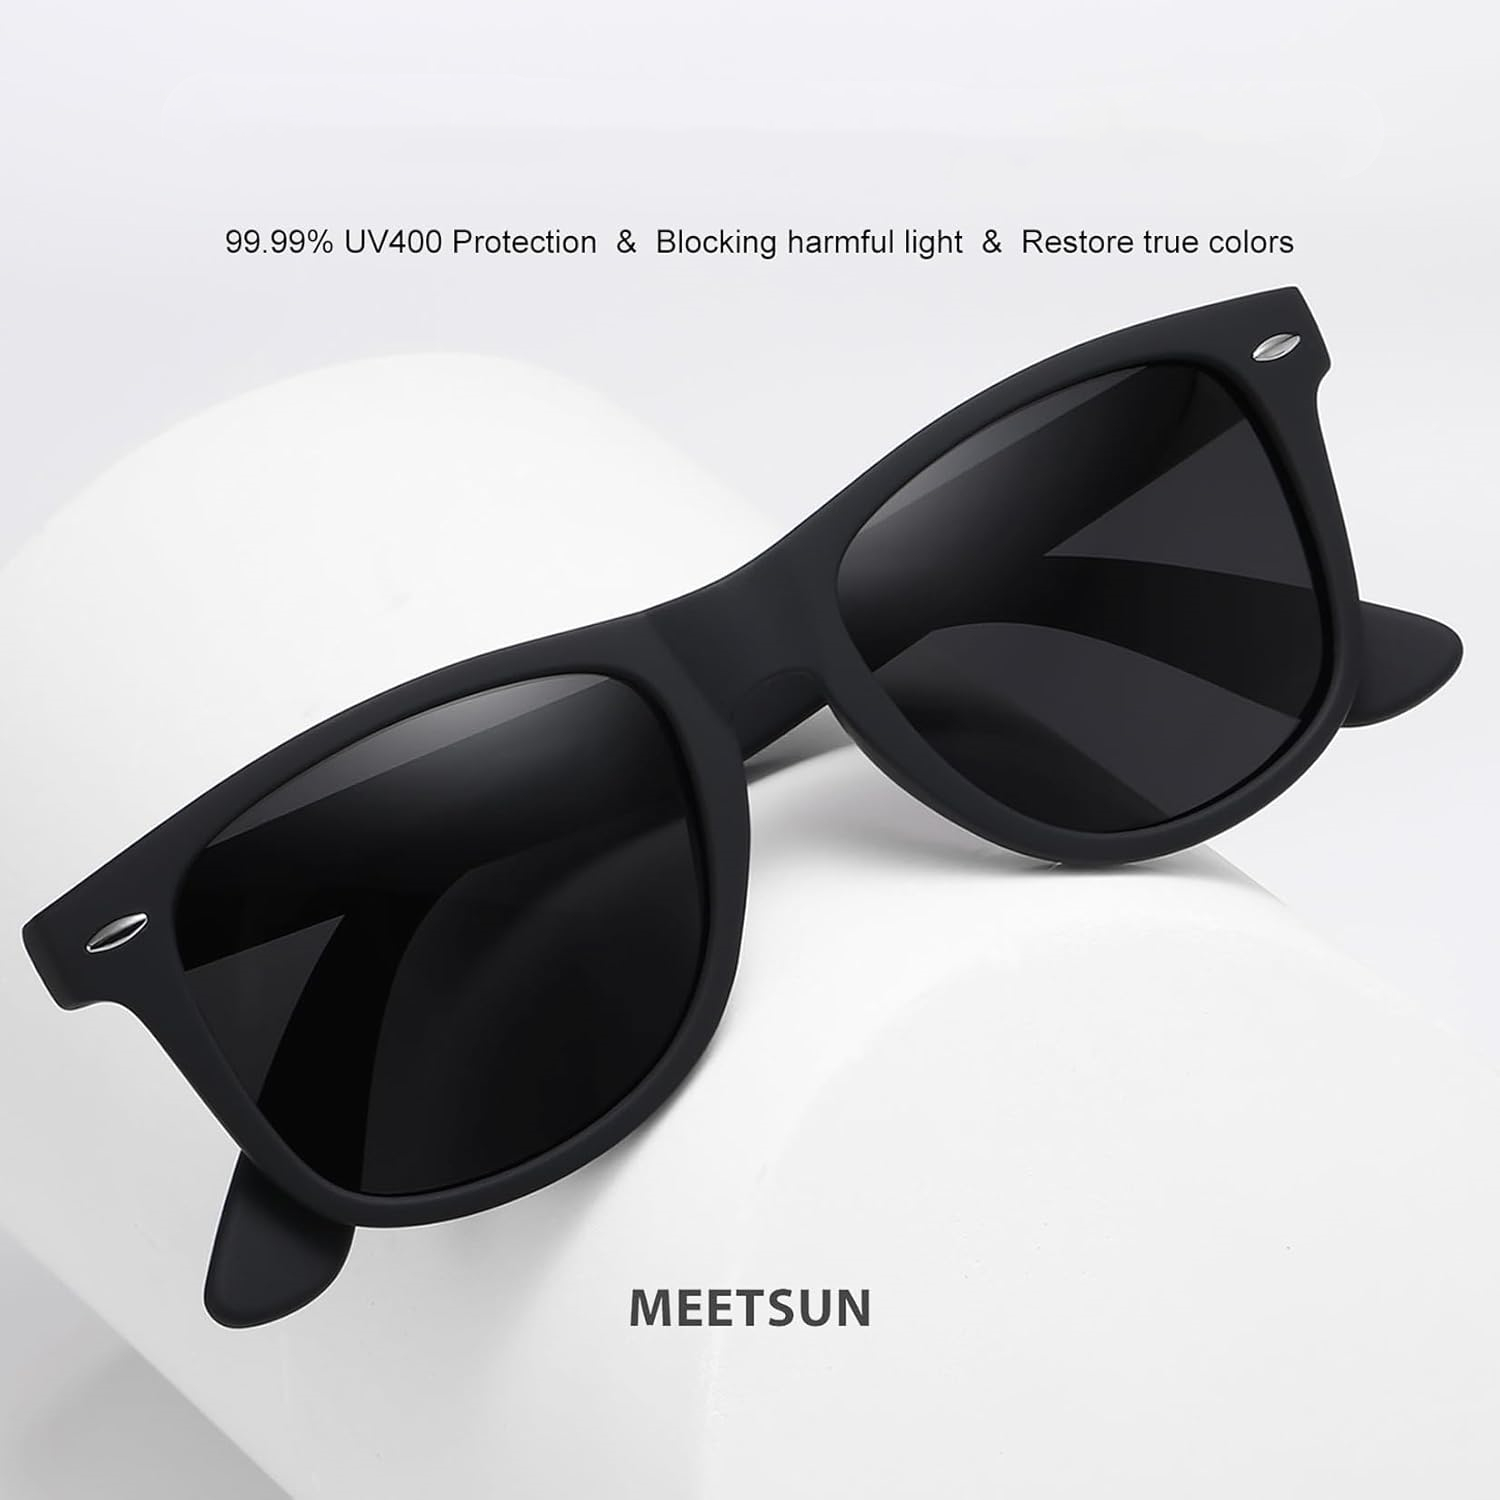 99.99% UV400 Protection & Blocking harmful light & Restore true colors
MEETSUN